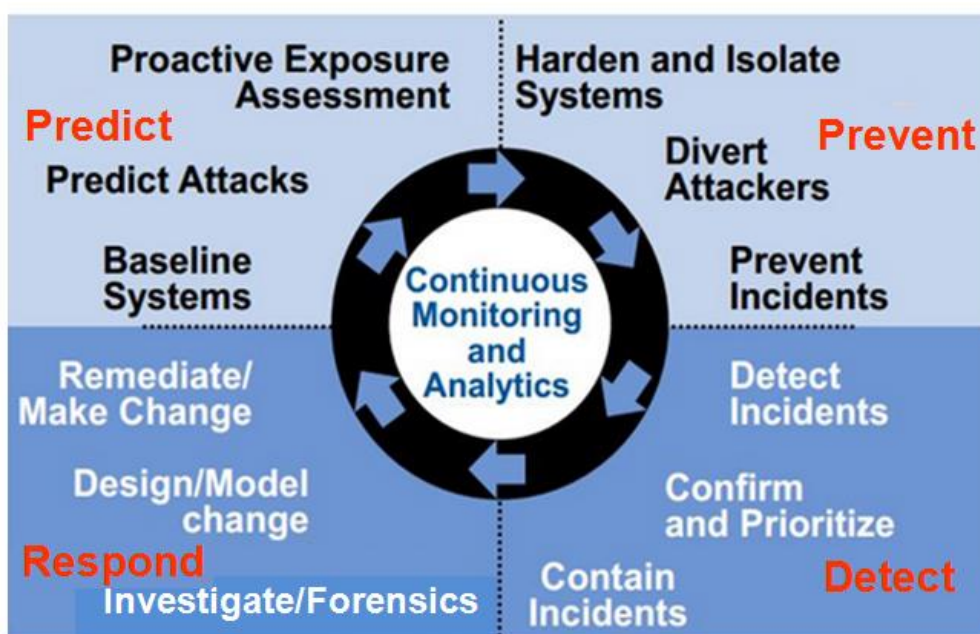 Proactive Exposure
Assessment
Predict
Predict Attacks
Baseline
Systems
Harden and Isolate
Systems
Prevent
Divert
Attackers
Prevent
Incidents
Continuous
Monitoring
and
Analytics
Remediate/
Make Change
Design/Model
change
Respond
Investigate/Forensics
Detect
Incidents
Confirm
and Prioritize
Detect
Contain
Incidents